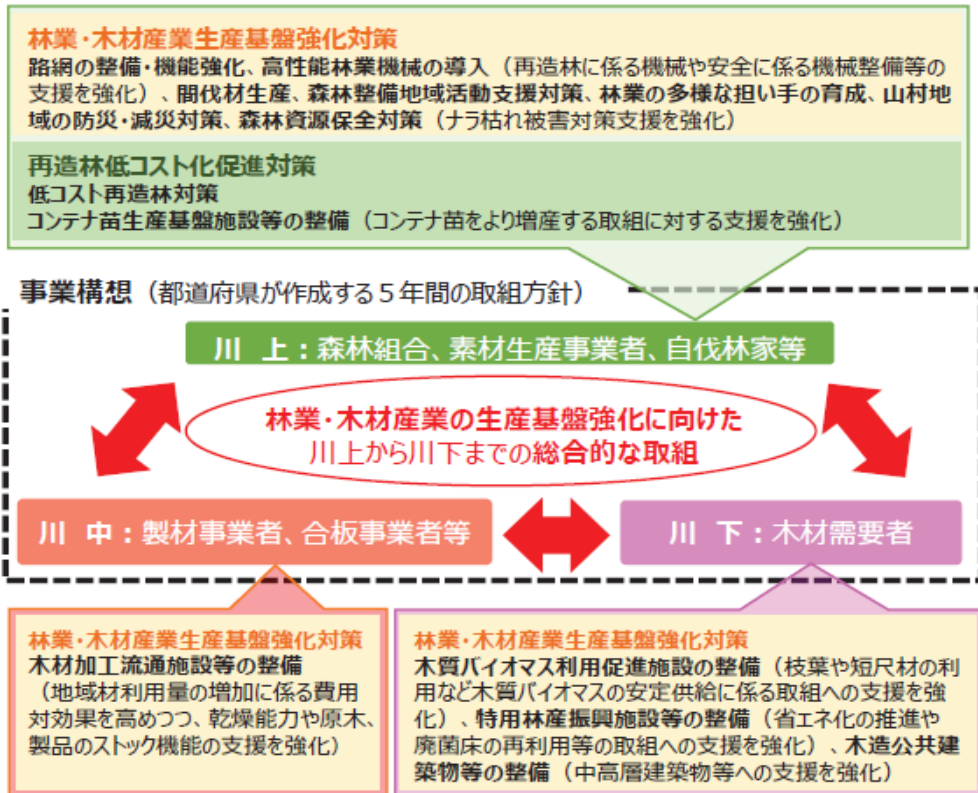 林業・木材産業生産基盤強化対策
路網の整備・機能強化、高性能林業機械の導入（再造林に係る機械や安全に係る機械整備等の
支援を強化）、間伐材生産、森林整備地域活動支援対策、林業の多様な担い手の育成、山村地
域の防災・減災対策、森林資源保全対策（ナラ枯れ被害対策支援を強化）
再造林低コスト化促進対策
低コスト再造林対策
コンテナ苗生産基盤施設等の整備（コンテナ苗をより増産する取組に対する支援を強化）
事業構想（都道府県が作成する５年間の取組方針）
川　上：森林組合、素材生産事業者、自伐林家等
林業・木材産業の生産基盤強化に向けた
川上から川下までの総合的な取組
川　中：製材事業者、合板事業者等
川　下：木材需要者
林業・木材産業生産基盤強化対策
木材加工流通施設等の整備
（地域材利用量の増加に係る費用
対効果を高めつつ、乾燥能力や原木、
製品のストック機能の支援を強化）
林業・木材産業生産基盤強化対策
木質バイオマス利用促進施設の整備（枝葉や短尺材の利
用など木質バイオマスの安定供給に係る取組への支援を強
化）、特用林産振興施設等の整備（省エネ化の推進や
廃菌床の再利用等の取組への支援を強化）、木造公共建
築物等の整備（中高層建築物等への支援を強化）